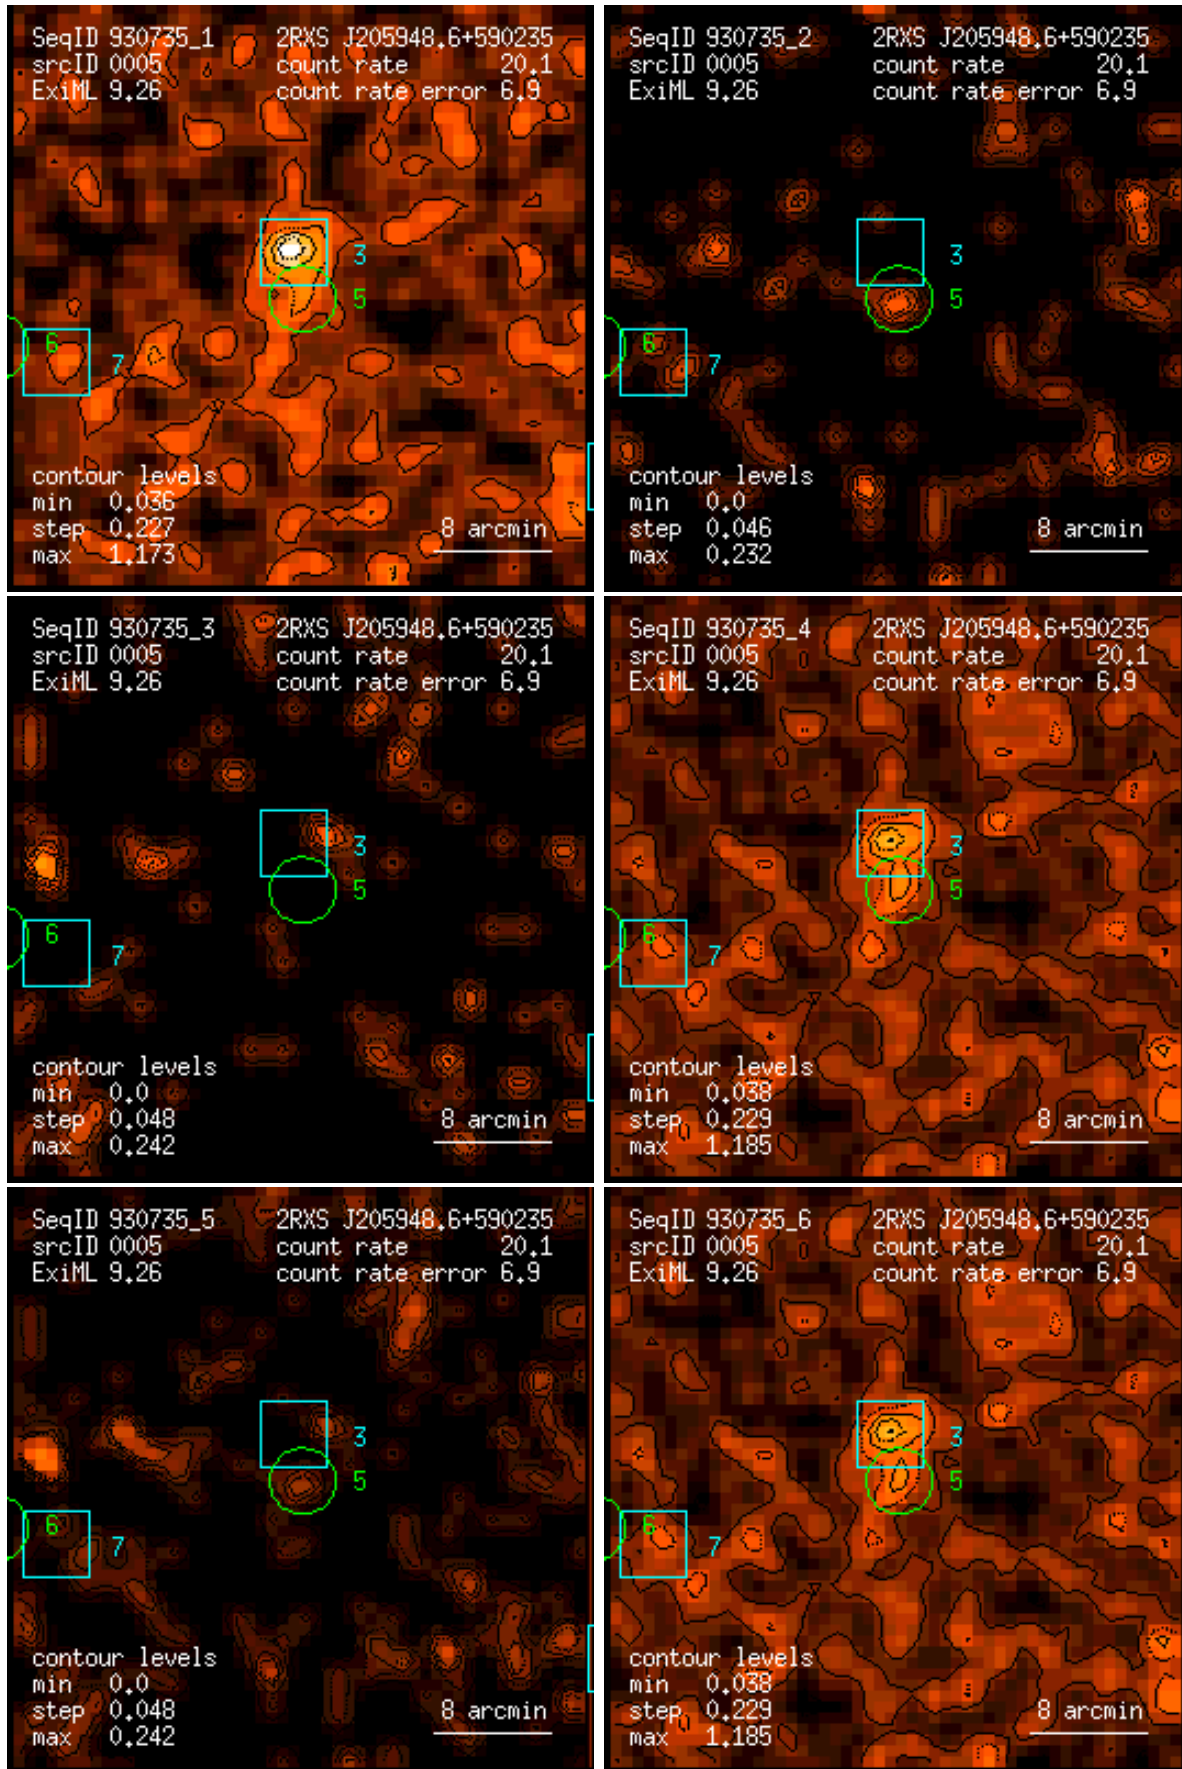 SeqID 930735_1 2RXS J205948.6+590235
srcID 0005 count rate 20.1
ExiML 9.26 count rate error 6.9
3
5
6
7
contour levels
min 0.036
step 0.227 8 arcmin
max 1.173
SeqID 930735_2 2RXS J205948.6+590235
srcID 0005 count rate 20.1
ExiML 9.26 count rate error 6.9
3
5
6
7
contour levels
min 0.0
step 0.046 8 arcmin
max 0.232
SeqID 930735_3 2RXS J205948.6+590235
srcID 0005 count rate 20.1
ExiML 9.26 count rate error 6.9
3
5
6
7
contour levels
min 0.0
step 0.048 8 arcmin
max 0.242
SeqID 930735_4 2RXS J205948.6+590235
srcID 0005 count rate 20.1
ExiML 9.26 count rate error 6.9
3
5
6
7
contour levels
min 0.038
step 0.229 8 arcmin
max 1.185
SeqID 930735_5 2RXS J205948.6+590235
srcID 0005 count rate 20.1
ExiML 9.26 count rate error 6.9
3
5
6
7
contour levels
min 0.0
step 0.048 8 arcmin
max 0.242
SeqID 930735_6 2RXS J205948.6+590235
srcID 0005 count rate 20.1
ExiML 9.26 count rate error 6.9
3
5
6
7
contour levels
min 0.038
step 0.229 8 arcmin
max 1.185